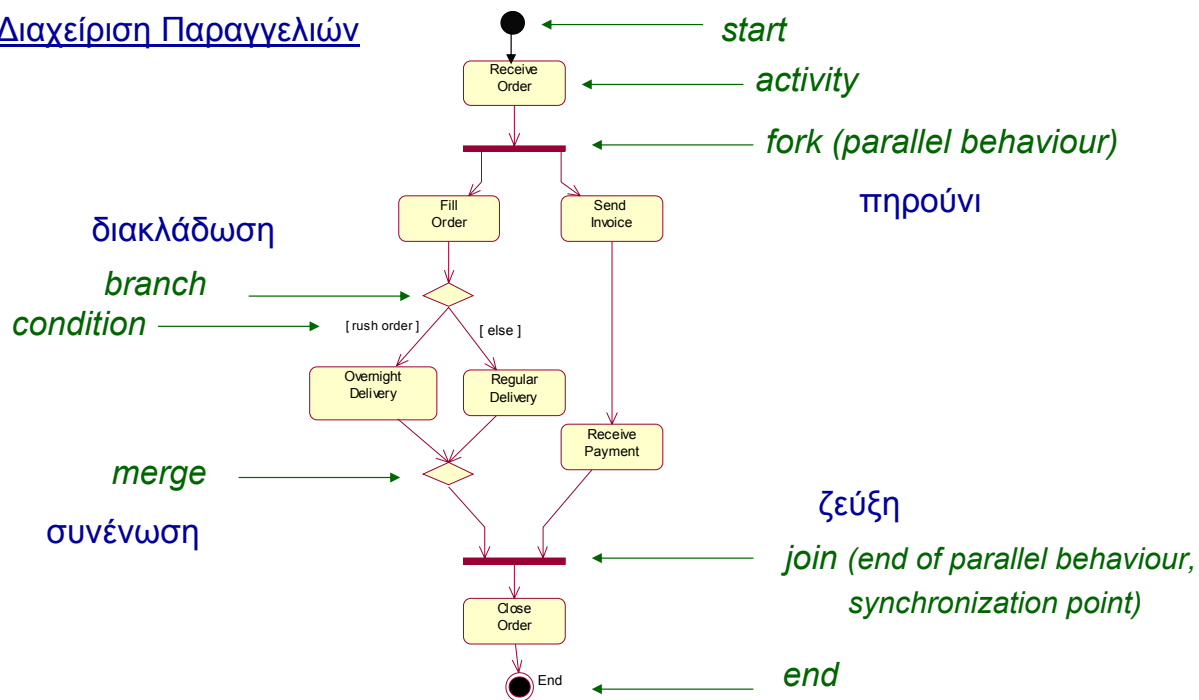 Διαχείριση Παραγγελιών
start
Receive
Order
activity
fork (parallel behaviour)
πηρούνι
Fill
Order
Send
Invoice
διακλάδωση
branch
condition
[ rush order ]
[ else ]
Overnight
Delivery
Regular
Delivery
Receive
Payment
merge
συνένωση
ζεύξη
join (end of parallel behaviour,
synchronization point)
Close
Order
End
end